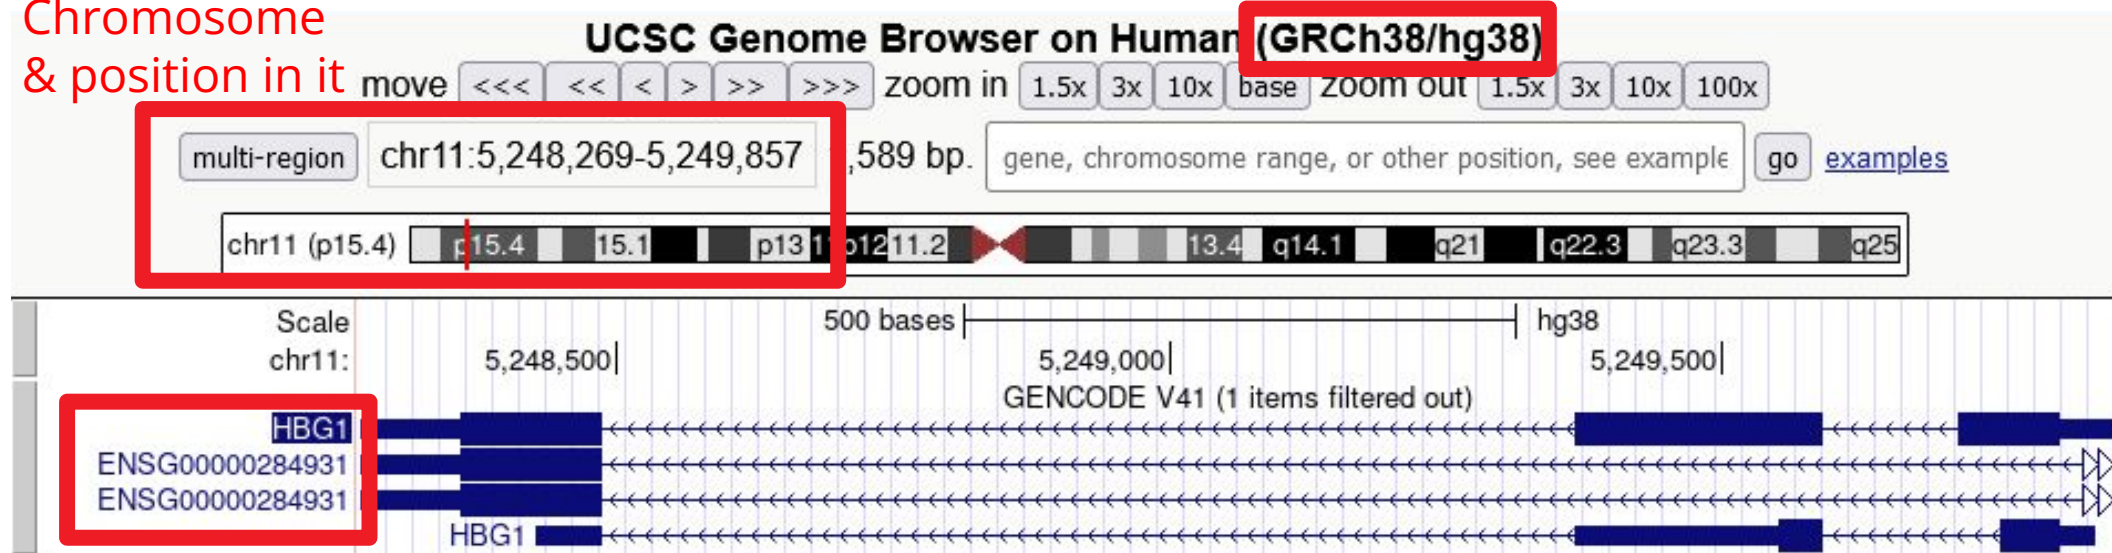 Chromosome
& position in it
UCSC Genome Browser on Human (GRCh38/hg38)
move <<< << < > >> >>> zoom in 1.5x 3x 10x base zoom out 1.5x 3x 10x 100x
multi-region chr11:5,248,269-5,249,857 ,589 bp. gene, chromosome range, or other position, see example go examples
chr11 (p15.4) p15.4 15.1 p13 11.2 13.4 q14.1 q21 q22.3 q23.3 q25
Scale 500 bases hg38
chr11: 5,248,500 5,249,000 5,249,500
GENCODE V41 (1 items filtered out)
HBG1
ENSG00000284931
ENSG00000284931
HBG1